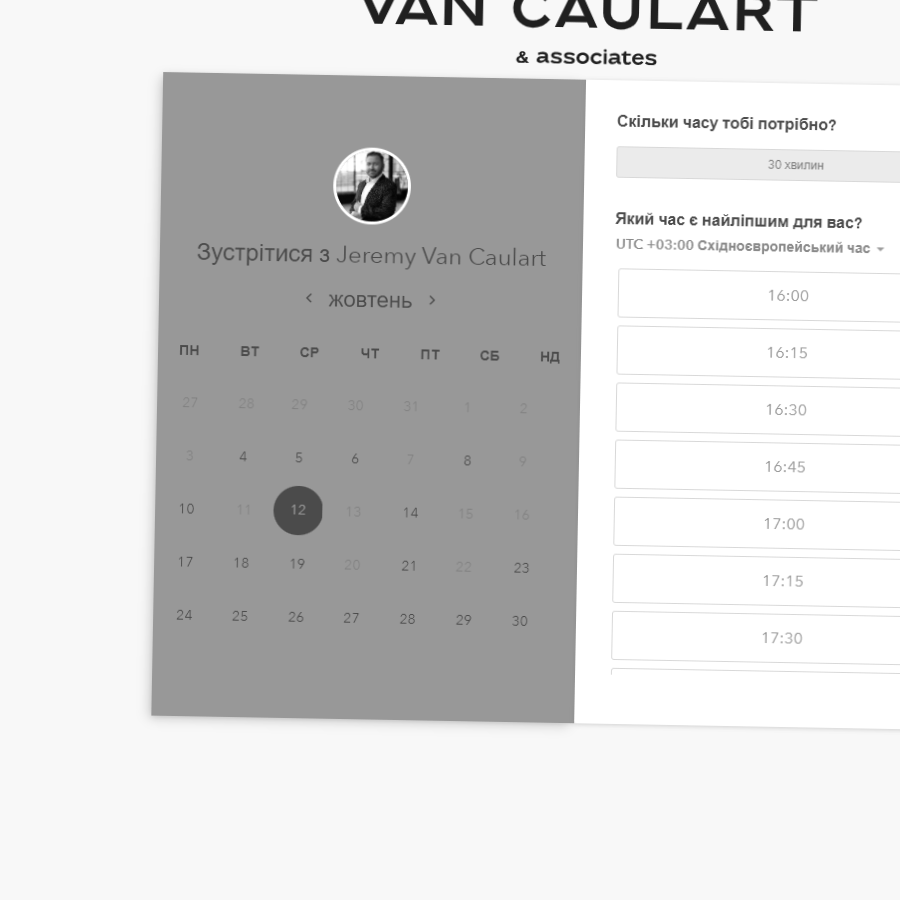 VAN CAULART
& associates
Зустрітися з Jeremy Van Caulart
жовтень
ПН ВТ СР ЧТ ПТ СБ НД
27 28 29 30 31 1 2
3 4 5 6 7 8 9
10 11 12 13 14 15 16
17 18 19 20 21 22 23
24 25 26 27 28 29 30
Скільки часу тобі потрібно?
30 хвилин
Який час є найліпшим для вас?
UTC +03:00 Східноєвропейський час
16:00
16:15
16:30
16:45
17:00
17:15
17:30